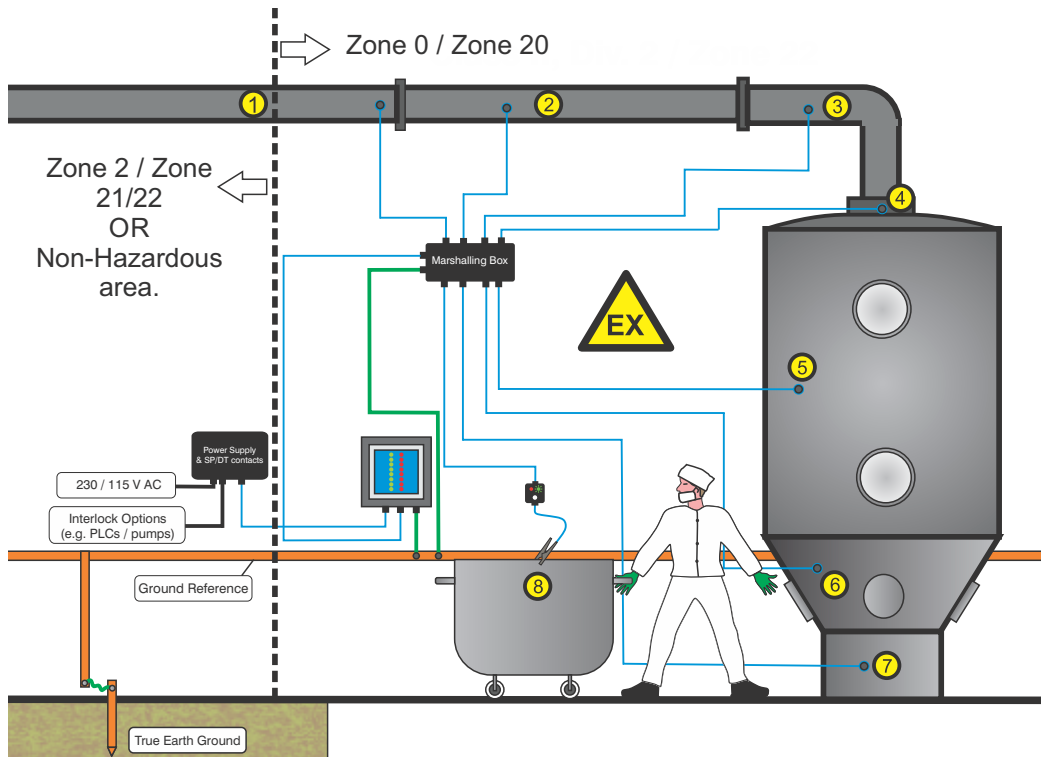 Zone 0 / Zone 20
1
2
3
Zone 2 / Zone
21/22
OR
Non-Hazardous
area.
4
Marshalling Box
EX
5
Power Supply
& SP/DT contacts
230 / 115 V AC
Interlock Options
(e.g. PLCs / pumps)
Ground Reference
8
6
7
True Earth Ground